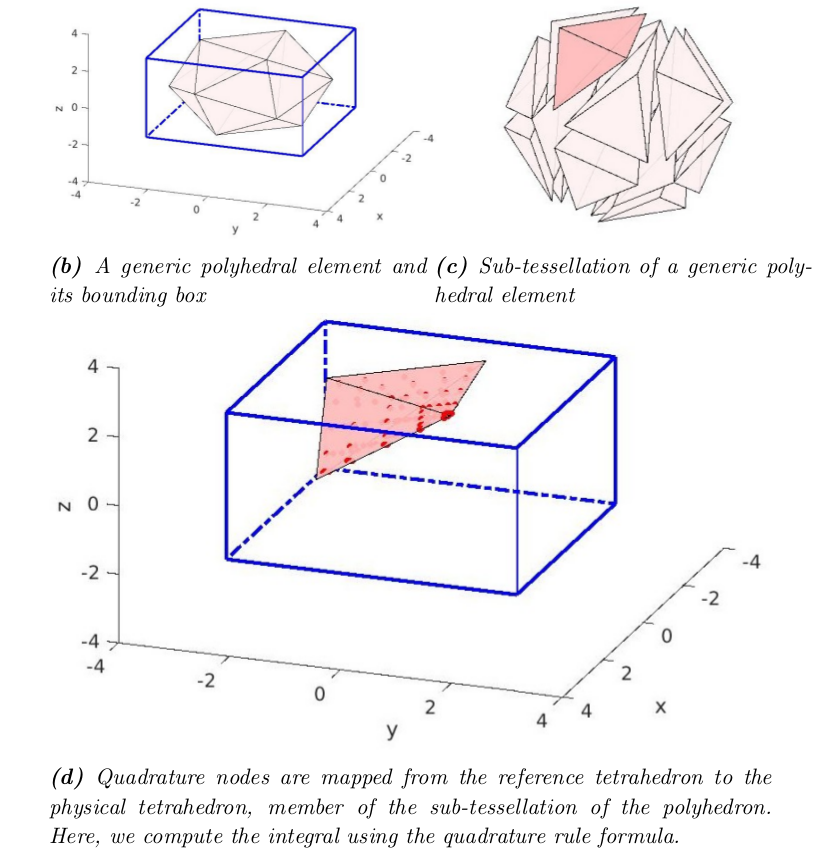 4
2
0
-2
-4
z
-4
-2
0
2
4
y
4
2
0
-2
-4
x
(b) A generic polyhedral element and
its bounding box
(c) Sub-tessellation of a generic poly-
hedral element
4
2
0
-2
-4
z
-4
-2
0
2
4
y
4
2
0
-2
-4
x
(d) Quadrature nodes are mapped from the reference tetrahedron to the
physical tetrahedron, member of the sub-tessellation of the polyhedron.
Here, we compute the integral using the quadrature rule formula.